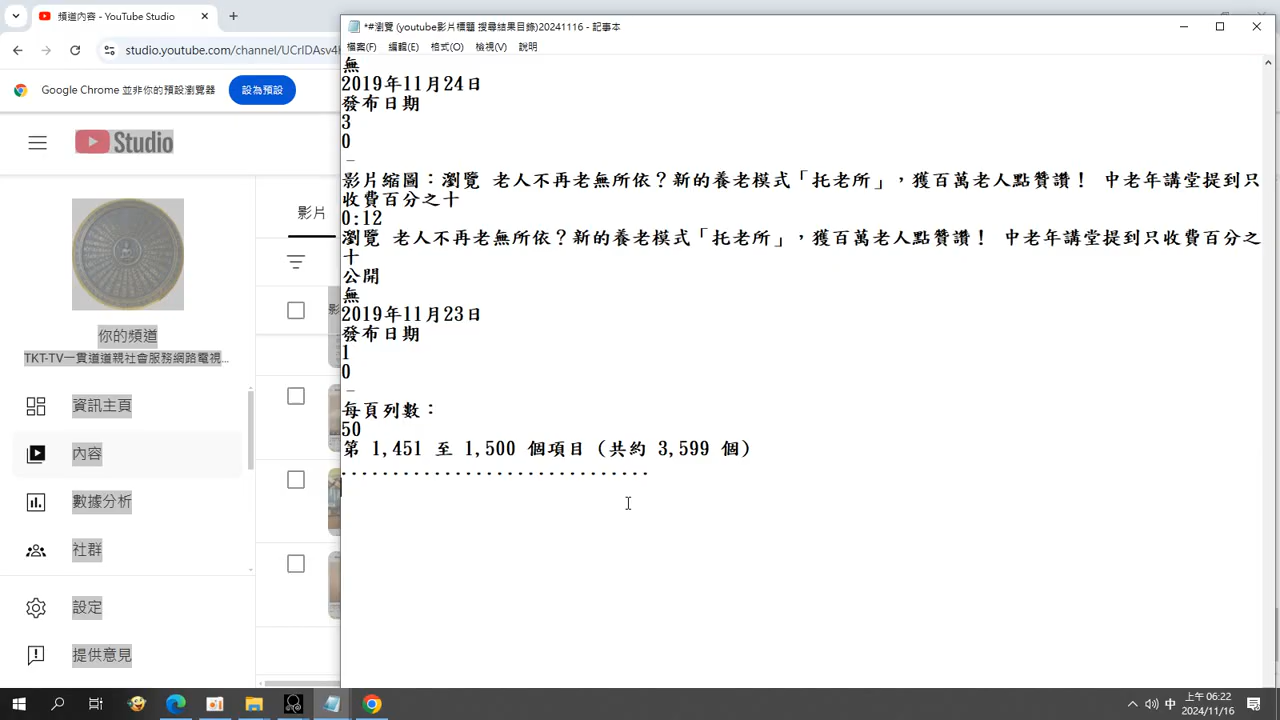 頻道內容 - YouTube Studio
studio.youtube.com/channel/UCrIDAsv4
Google Chrome 並非你的預設瀏覽器
設為預設
Studio
你的頻道
TKT-TV一貫道道親社會服務網路電視...
資訊主頁
內容
數據分析
社群
設定
提供意見
影片
*#瀏覽 (youtube影片標題 搜尋結果目錄)20241116 - 記事本
檔案(F) 編輯(E) 格式(O) 檢視(V) 說明
無
2019年11月24日
發布日期
3
0
–
影片縮圖：瀏覽 老人不再老無所依？新的養老模式「托老所」，獲百萬老人點贊讚！ 中老年講堂提到只
收費百分之十
0:12
瀏覽 老人不再老無所依？新的養老模式「托老所」，獲百萬老人點贊讚！ 中老年講堂提到只收費百分之
十
公開
無
2019年11月23日
發布日期
1
0
–
每頁列數：
50
第 1,451 至 1,500 個項目 (共約 3,599 個)
------------------------------
中
上午 06:22
2024/11/16